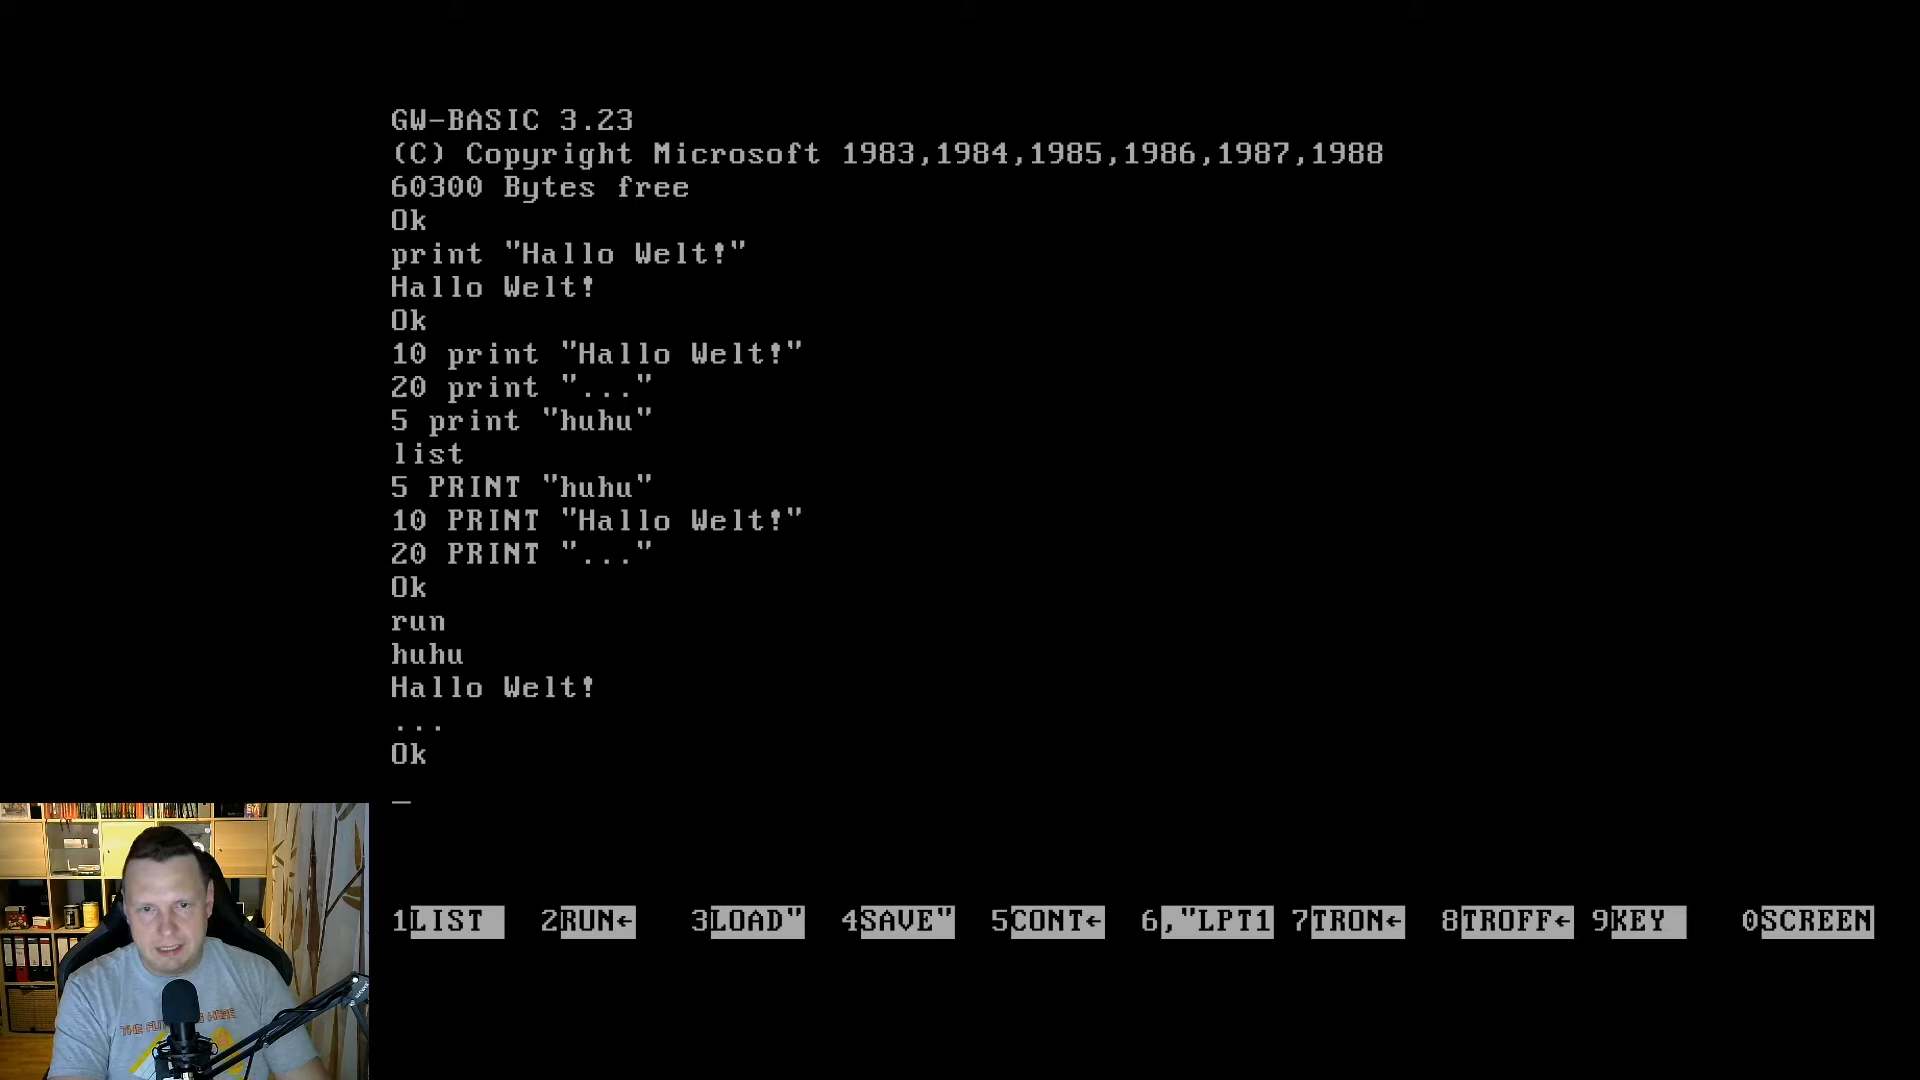 GW-BASIC 3.23
(C) Copyright Microsoft 1983,1984,1985,1986,1987,1988
60300 Bytes free
Ok
print "Hallo Welt!"
Hallo Welt!
Ok
10 print "Hallo Welt!"
20 print "..."
5 print "huhu"
list
5 PRINT "huhu"
10 PRINT "Hallo Welt!"
20 PRINT "..."
Ok
run
huhu
Hallo Welt!
...
Ok
_
1LIST 2RUN← 3LOAD" 4SAVE" 5CONT← 6,"LPT1 7TRON← 8TROFF← 9KEY 0SCREEN
THE HERE